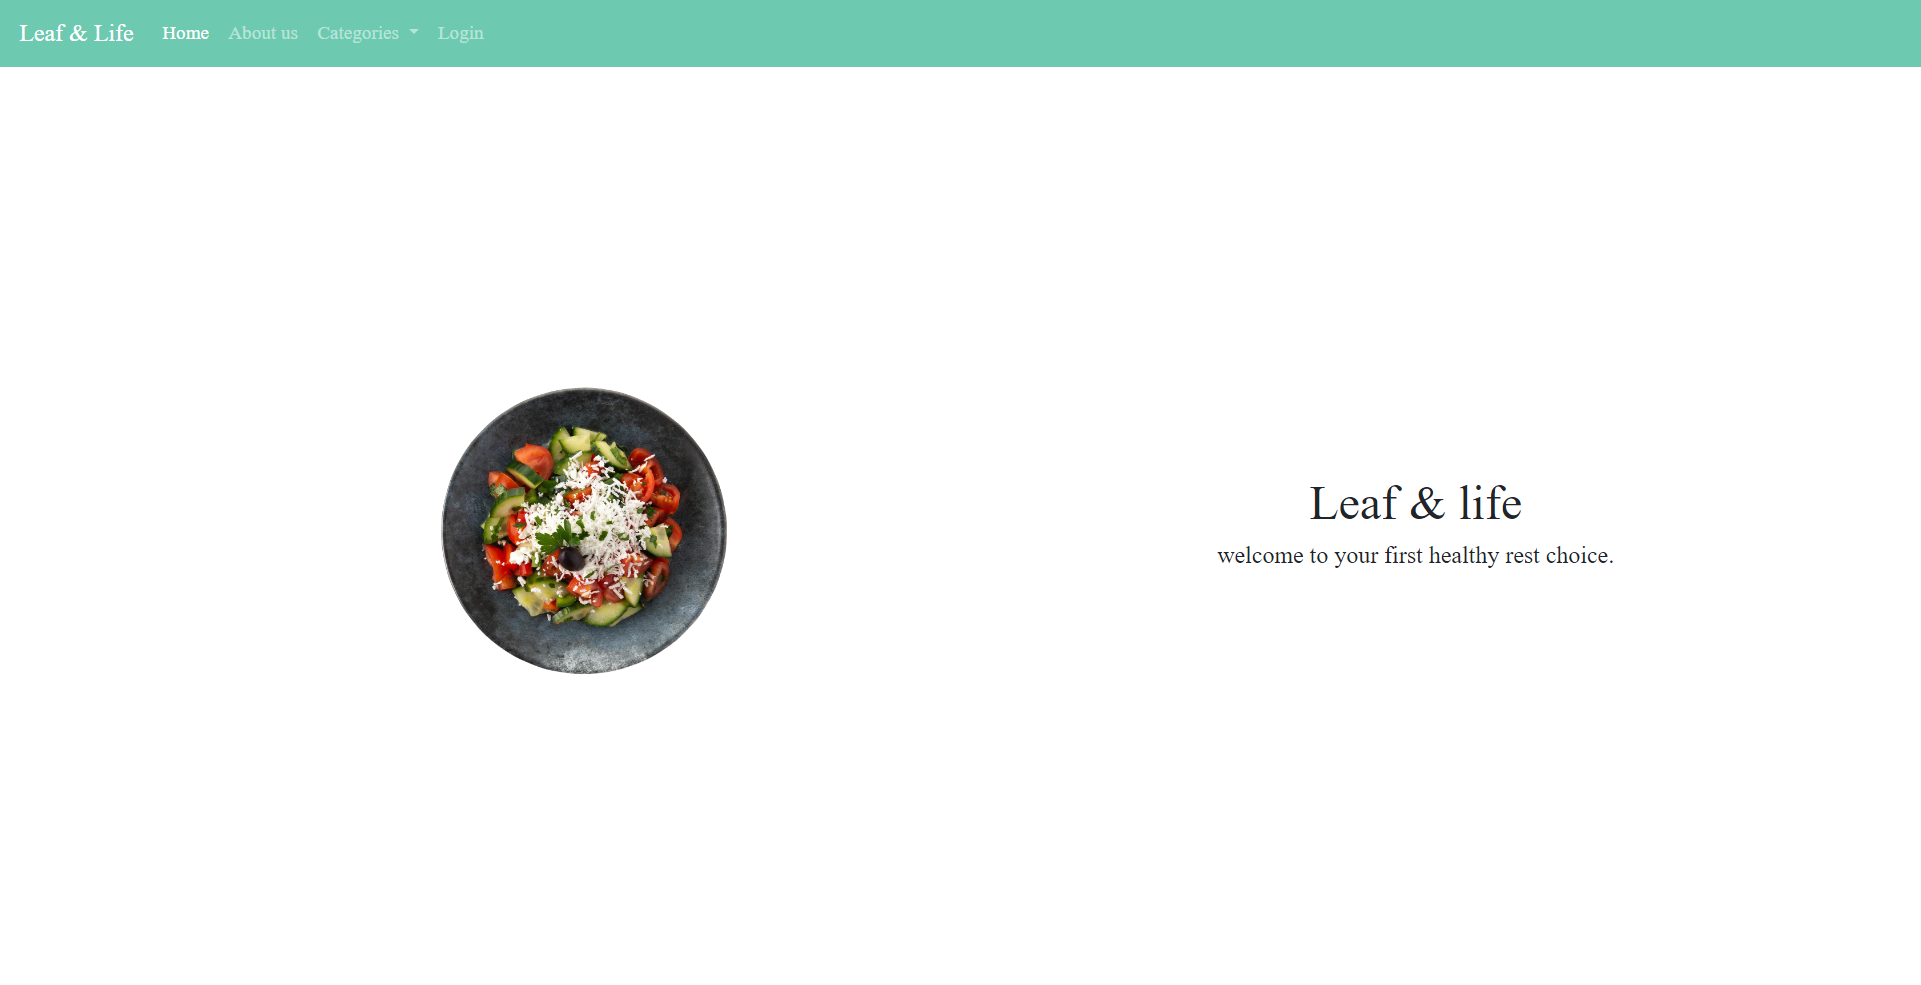 Leaf & Life Home About us Categories Login
Leaf & life
welcome to your first healthy rest choice.